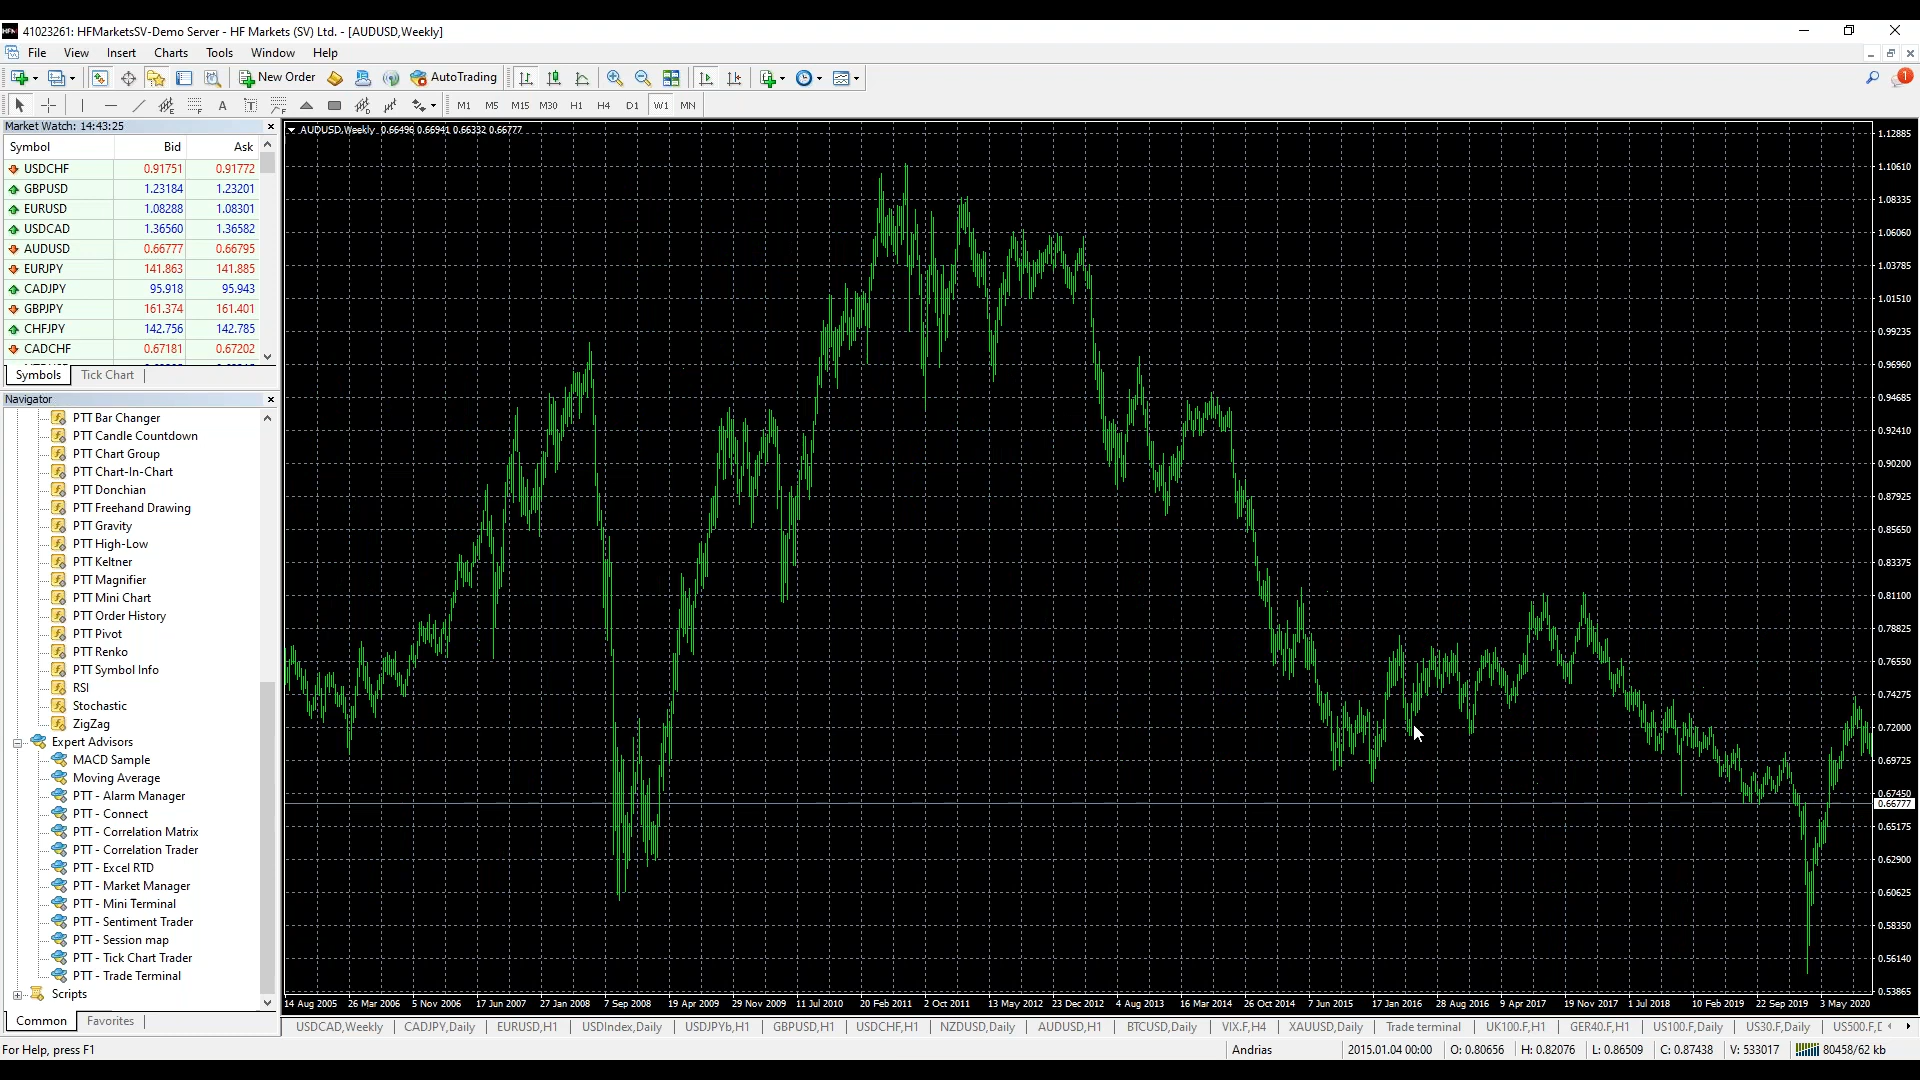 41023261: HFMarketsSV-Demo Server - HF Markets (SV) Ltd. - [AUDUSD,Weekly]
File View Insert Charts Tools Window Help
New Order AutoTrading
1
M1 M5 M15 M30 H1 H4 D1 W1 MN
Market Watch: 14:43:25
Symbol Bid Ask
USDCHF 0.91751 0.91772
GBPUSD 1.23184 1.23201
EURUSD 1.08288 1.08301
USDCAD 1.36560 1.36582
AUDUSD 0.66777 0.66795
EURJPY 141.863 141.885
CADJPY 95.918 95.943
GBPJPY 161.374 161.401
CHFJPY 142.756 142.785
CADCHF 0.67181 0.67202
Symbols Tick Chart
Navigator
PTT Bar Changer
PTT Candle Countdown
PTT Chart Group
PTT Chart-In-Chart
PTT Donchian
PTT Freehand Drawing
PTT Gravity
PTT High-Low
PTT Keltner
PTT Magnifier
PTT Mini Chart
PTT Order History
PTT Pivot
PTT Renko
PTT Symbol Info
RSI
Stochastic
ZigZag
Expert Advisors
MACD Sample
Moving Average
PTT - Alarm Manager
PTT - Connect
PTT - Correlation Matrix
PTT - Correlation Trader
PTT - Excel RTD
PTT - Market Manager
PTT - Mini Terminal
PTT - Sentiment Trader
PTT - Session map
PTT - Tick Chart Trader
PTT - Trade Terminal
Scripts
Common Favorites
AUDUSD,Weekly 0.66496 0.66941 0.66332 0.66777
1.12885
1.10610
1.08335
1.06060
1.03785
1.01510
0.99235
0.96960
0.94685
0.92410
0.90200
0.87925
0.85650
0.83375
0.81100
0.78825
0.76550
0.74275
0.72000
0.69725
0.67450
0.66777
0.65175
0.62900
0.60625
0.58350
0.56140
0.53865
14 Aug 2005 26 Mar 2006 5 Nov 2006 17 Jun 2007 27 Jan 2008 7 Sep 2008 19 Apr 2009 29 Nov 2009 11 Jul 2010 20 Feb 2011 2 Oct 2011 13 May 2012 23 Dec 2012 4 Aug 2013 16 Mar 2014 26 Oct 2014 7 Jun 2015 17 Jan 2016 28 Aug 2016 9 Apr 2017 19 Nov 2017 1 Jul 2018 10 Feb 2019 22 Sep 2019 3 May 2020
USDCAD,Weekly CADJPY,Daily EURUSD,H1 USDIndex,Daily USDJPYb,H1 GBPUSD,H1 USDCHF,H1 NZDUSD,Daily AUDUSD,H1 BTCUSD,Daily VIX.F,H4 XAUUSD,Daily Trade terminal UK100.F,H1 GER40.F,H1 US100.F,Daily US30.F,Daily US500.F,D
For Help, press F1 Andrias 2015.01.04 00:00 O: 0.80656 H: 0.82076 L: 0.86509 C: 0.87438 V: 533017 80458/62 kb